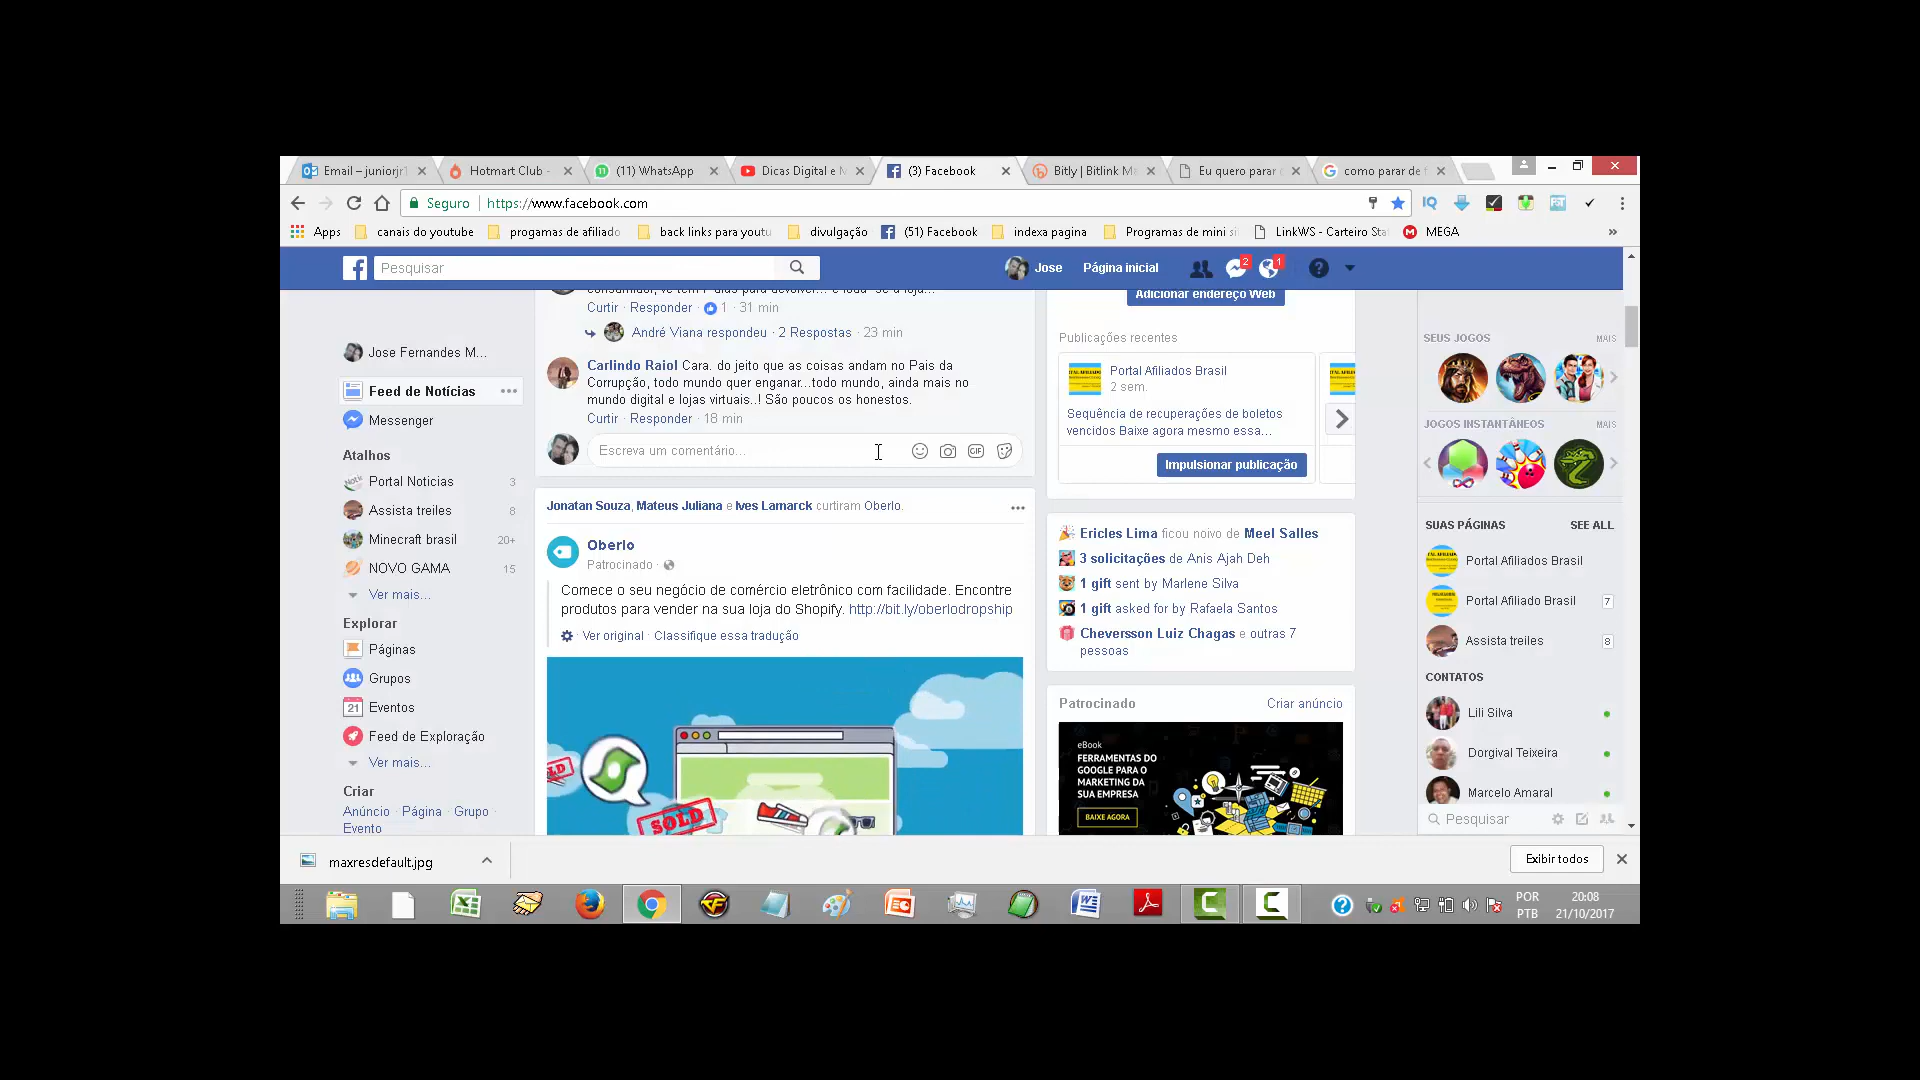 Email – juniorjr1
Hotmart Club -
(11) WhatsApp
Dicas Digital e M
(3) Facebook
Bitly | Bitlink M
Eu quero parar
como parar de f
Seguro
https://www.facebook.com
Apps
canais do youtube
progamas de afiliado
back links para youtu
divulgação
(51) Facebook
indexa pagina
Programas de mini si
LinkWS - Carteiro Sta
MEGA
»
Pesquisar
Jose
Página inicial
2
1
Jose Fernandes M...
Feed de Notícias
Messenger
Atalhos
Portal Noticias 3
Assista treiles 8
Minecraft brasil 20+
NOVO GAMA 15
Ver mais...
Explorar
Páginas
Grupos
21
Eventos
Feed de Exploração
Ver mais...
Criar
Anúncio · Página · Grupo ·
Evento
Curtir · Responder · 1 · 31 min
André Viana respondeu · 2 Respostas · 23 min
Carlindo Raiol Cara. do jeito que as coisas andam no Pais da
Corrupção, todo mundo quer enganar...todo mundo, ainda mais no
mundo digital e lojas virtuais..! São poucos os honestos.
Curtir · Responder · 18 min
Escreva um comentário...
GIF
Jonatan Souza, Mateus Juliana e Ives Lamarck curtiram Oberlo.
Oberlo
Patrocinado ·
Comece o seu negócio de comércio eletrônico com facilidade. Encontre
produtos para vender na sua loja do Shopify. http://bit.ly/oberlodropship
Ver original · Classifique essa tradução
SOLD
Adicionar endereço Web
Publicações recentes
Portal Afiliados Brasil
2 sem.
Sequência de recuperações de boletos
vencidos Baixe agora mesmo essa...
Impulsionar publicação
Ericles Lima ficou noivo de Meel Salles
3 solicitações de Anis Ajah Deh
1 gift sent by Marlene Silva
1 gift asked for by Rafaela Santos
Cheversson Luiz Chagas e outras 7
pessoas
Patrocinado
Criar anúncio
eBook
FERRAMENTAS DO
GOOGLE PARA O
MARKETING DA
SUA EMPRESA
BAIXE AGORA
SEUS JOGOS MAIS
JOGOS INSTANTÂNEOS MAIS
SUAS PÁGINAS SEE ALL
Portal Afiliados Brasil
Portal Afiliado Brasil 7
Assista treiles 8
CONTATOS
Lili Silva
Dorgival Teixeira
Marcelo Amaral
Pesquisar
maxresdefault.jpg
Exibir todos
POR
PTB
20:08
21/10/2017